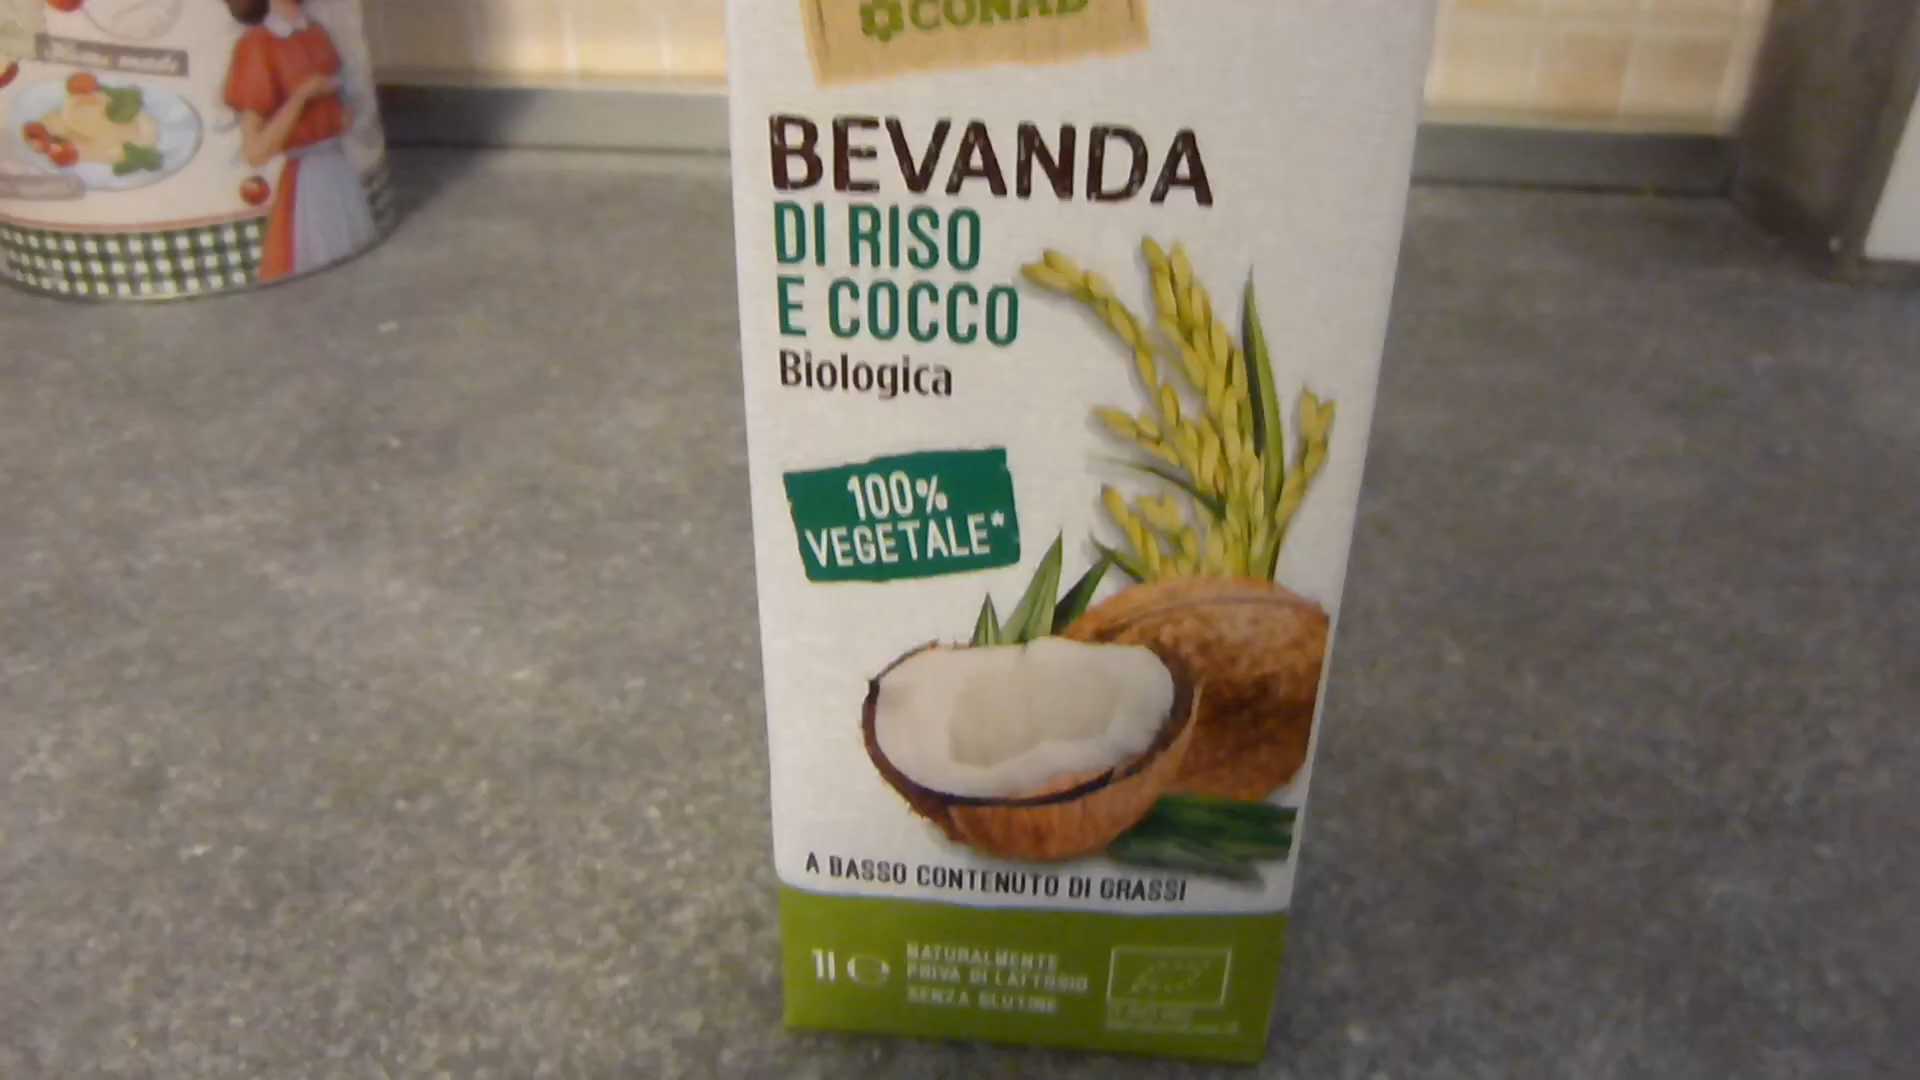 CONAD
BEVANDA
DI RISO
E COCCO
Biologica
100%
VEGETALE*
A BASSO CONTENUTO DI GRASSI
1l e
NATURALMENTE
PRIVA DI LATTOSIO
SENZA GLUTINE